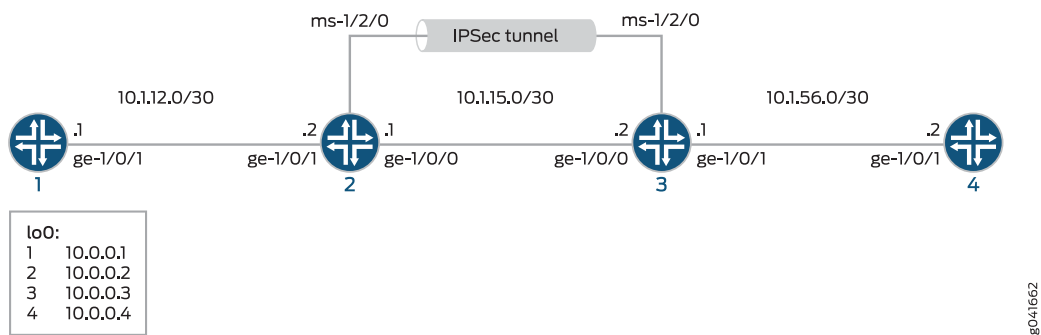 ms-1/2/0 IPSec tunnel ms-1/2/0
10.1.12.0/30 10.1.15.0/30 10.1.56.0/30
.1 .2 .1 .2 .1 .2
ge-1/0/1 ge-1/0/1 ge-1/0/0 ge-1/0/0 ge-1/0/1 ge-1/0/1
1 2 3 4
lo0:
1 10.0.0.1
2 10.0.0.2
3 10.0.0.3
4 10.0.0.4
g041662